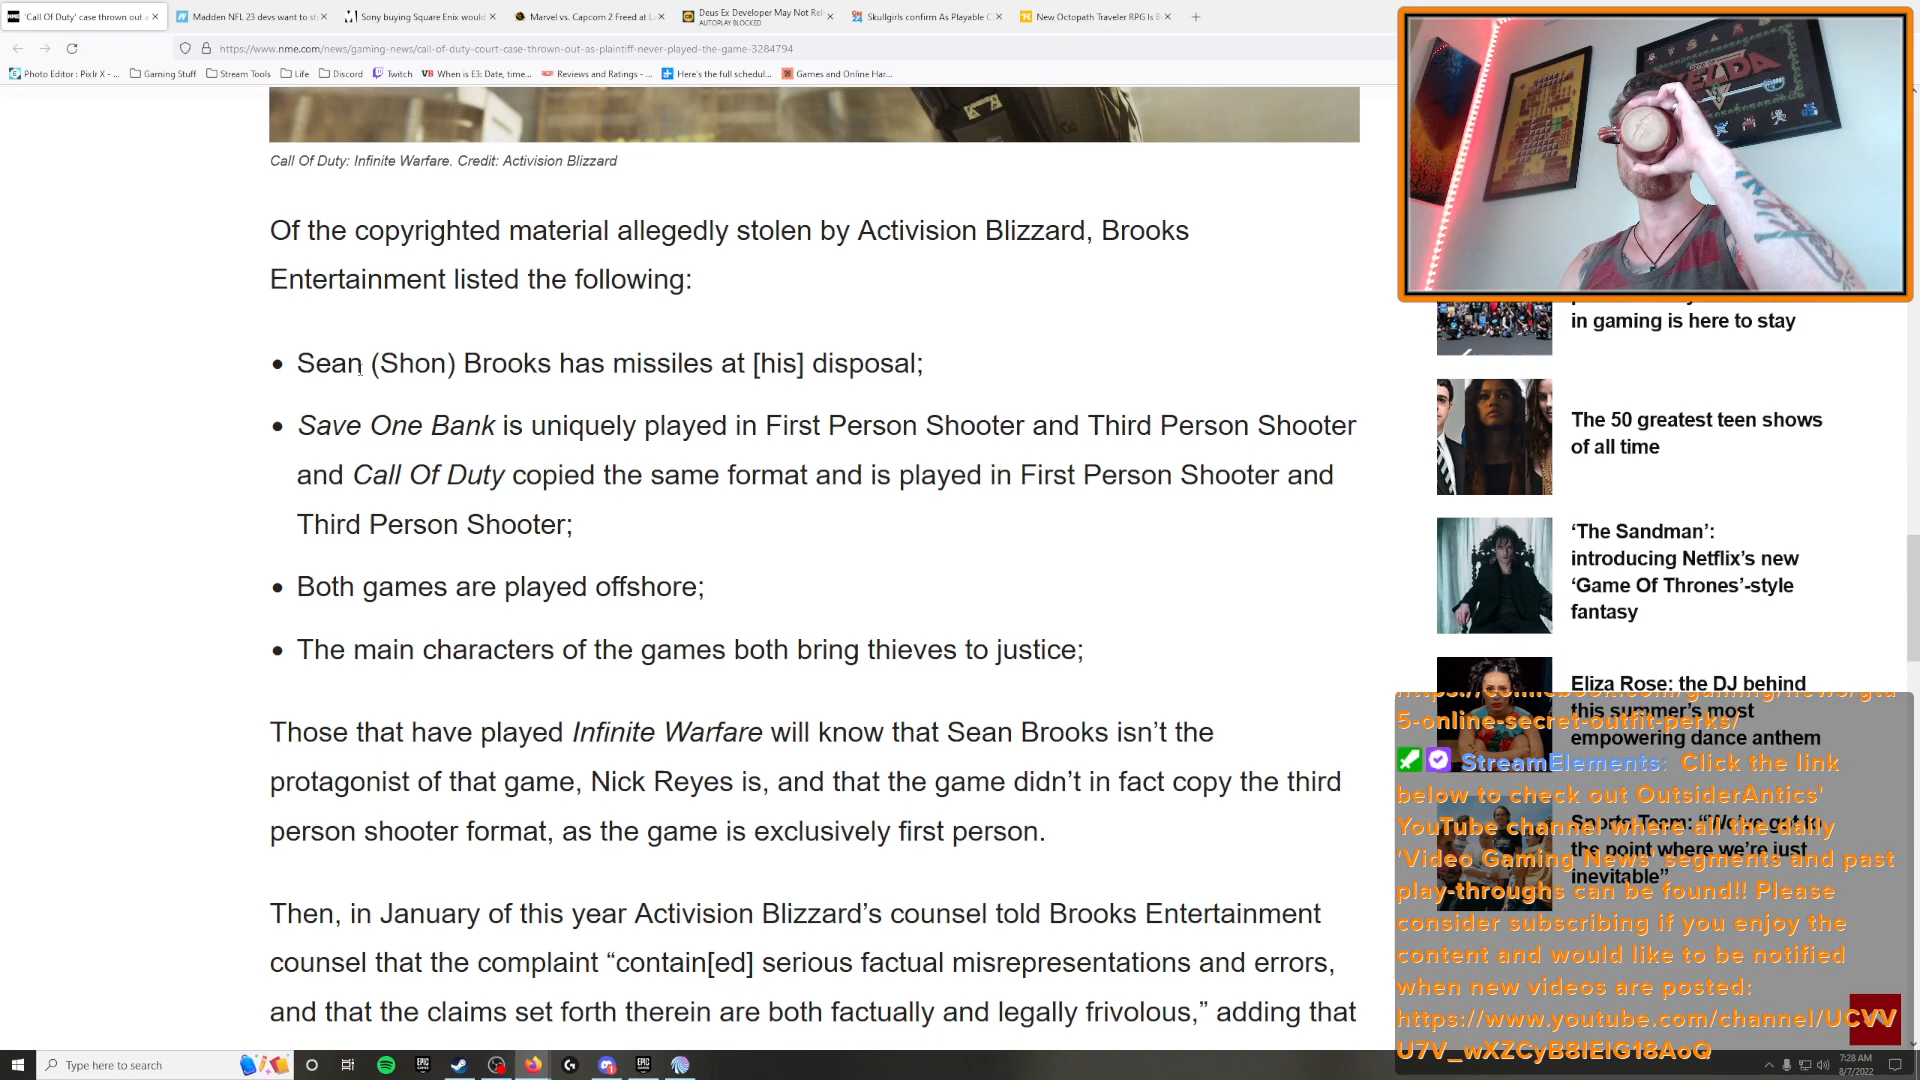 'Call Of Duty' case thrown out a
Madden NFL 23 devs want to st
Sony buying Square Enix would
Marvel vs. Capcom 2 Freed at L
Deus Ex Developer May Not Re
AUTOPLAY BLOCKED
Skullgirls confirm As Playable C
New Octopath Traveler RPG Is B
https://www.nme.com/news/gaming-news/call-of-duty-court-case-thrown-out-as-plaintiff-never-played-the-game-3284794
Photo Editor : Pixlr X - ...
Gaming Stuff
Stream Tools
Life
Discord
Twitch
When is E3: Date, time...
Reviews and Ratings - ...
Here's the full schedul...
Games and Online Har...
ZELDA
Call Of Duty: Infinite Warfare. Credit: Activision Blizzard
Of the copyrighted material allegedly stolen by Activision Blizzard, Brooks
Entertainment listed the following:
• Sean (Shon) Brooks has missiles at [his] disposal;
• Save One Bank is uniquely played in First Person Shooter and Third Person Shooter
and Call Of Duty copied the same format and is played in First Person Shooter and
Third Person Shooter;
• Both games are played offshore;
• The main characters of the games both bring thieves to justice;
Those that have played Infinite Warfare will know that Sean Brooks isn't the
protagonist of that game, Nick Reyes is, and that the game didn't in fact copy the third
person shooter format, as the game is exclusively first person.
Then, in January of this year Activision Blizzard's counsel told Brooks Entertainment
counsel that the complaint “contain[ed] serious factual misrepresentations and errors,
and that the claims set forth therein are both factually and legally frivolous,” adding that
in gaming is here to stay
The 50 greatest teen shows
of all time
‘The Sandman’:
introducing Netflix's new
‘Game Of Thrones’-style
fantasy
Eliza Rose: the DJ behind
this summer's most
empowering dance anthem
Sports Team: “We've got to
the point where we're just
inevitable”
5-online-secret-outfit-perks/
StreamElements: Click the link
below to check out OutsiderAntics'
YouTube channel where all the daily
'Video Gaming News' segments and past
play-throughs can be found!! Please
consider subscribing if you enjoy the
content and would like to be notified
when new videos are posted:
https://www.youtube.com/channel/UCVV
U7V_wXZCyB8IEIG18AoQ
Type here to search
7:28 AM
8/7/2022